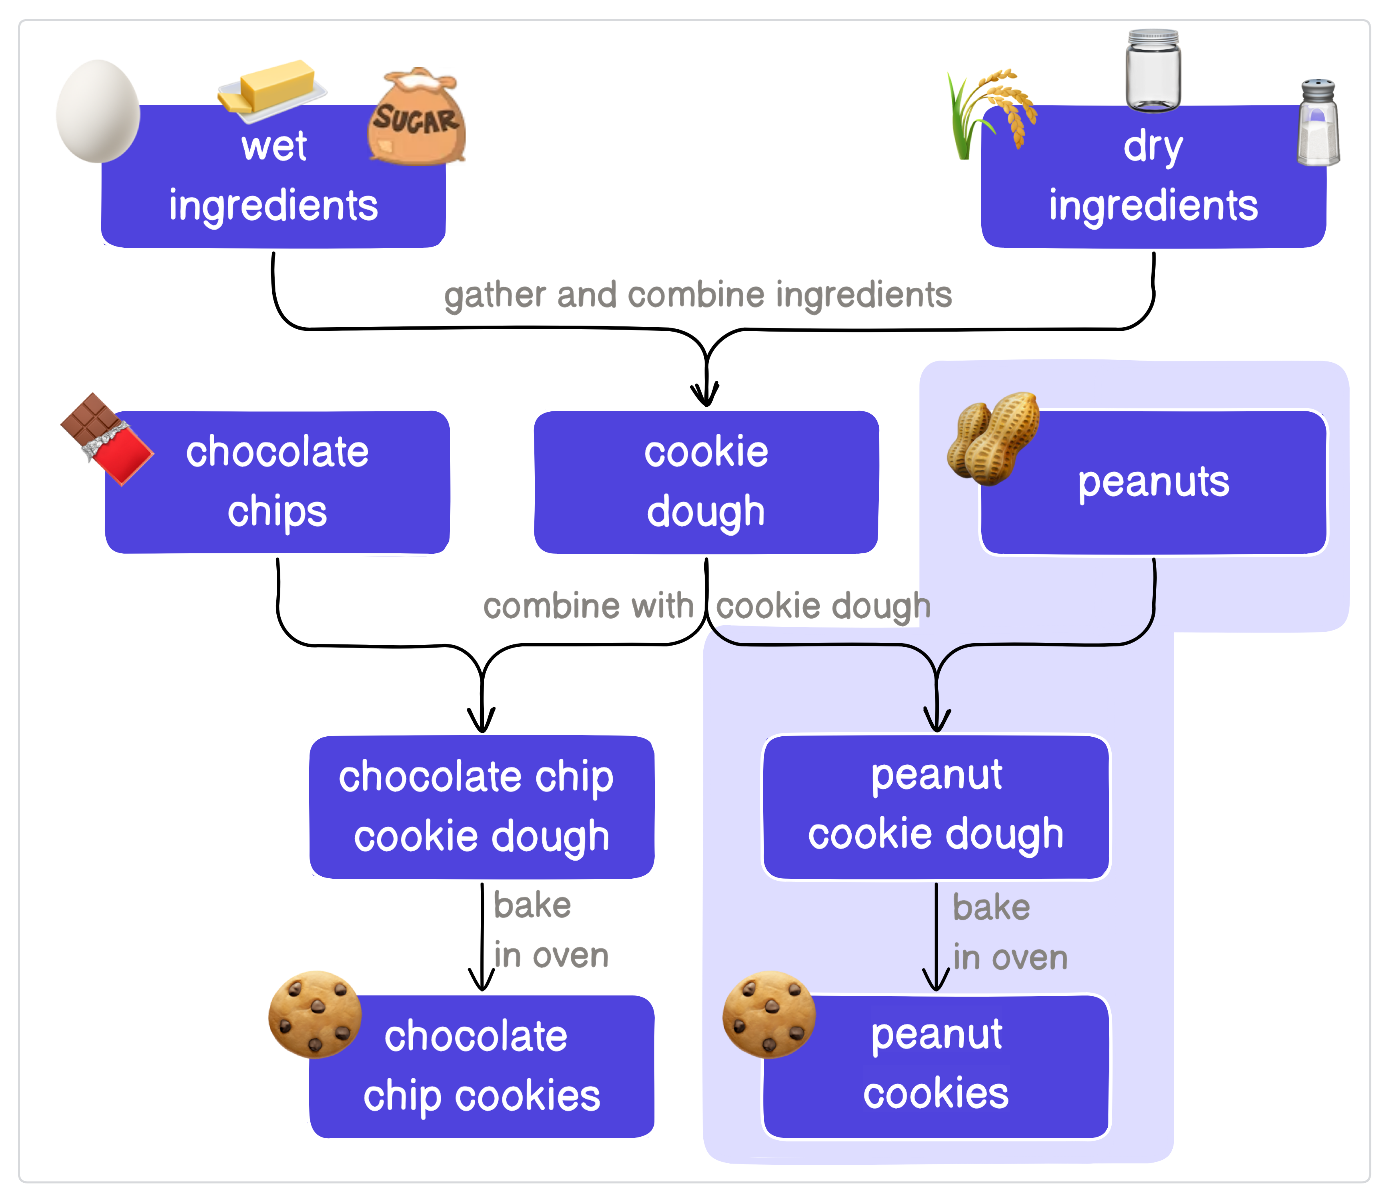 SUGAR
wet
ingredients
dry
ingredients
gather and combine ingredients
chocolate
chips
cookie
dough
peanuts
combine with cookie dough
chocolate chip
cookie dough
peanut
cookie dough
bake
in oven
bake
in oven
chocolate
chip cookies
peanut
cookies